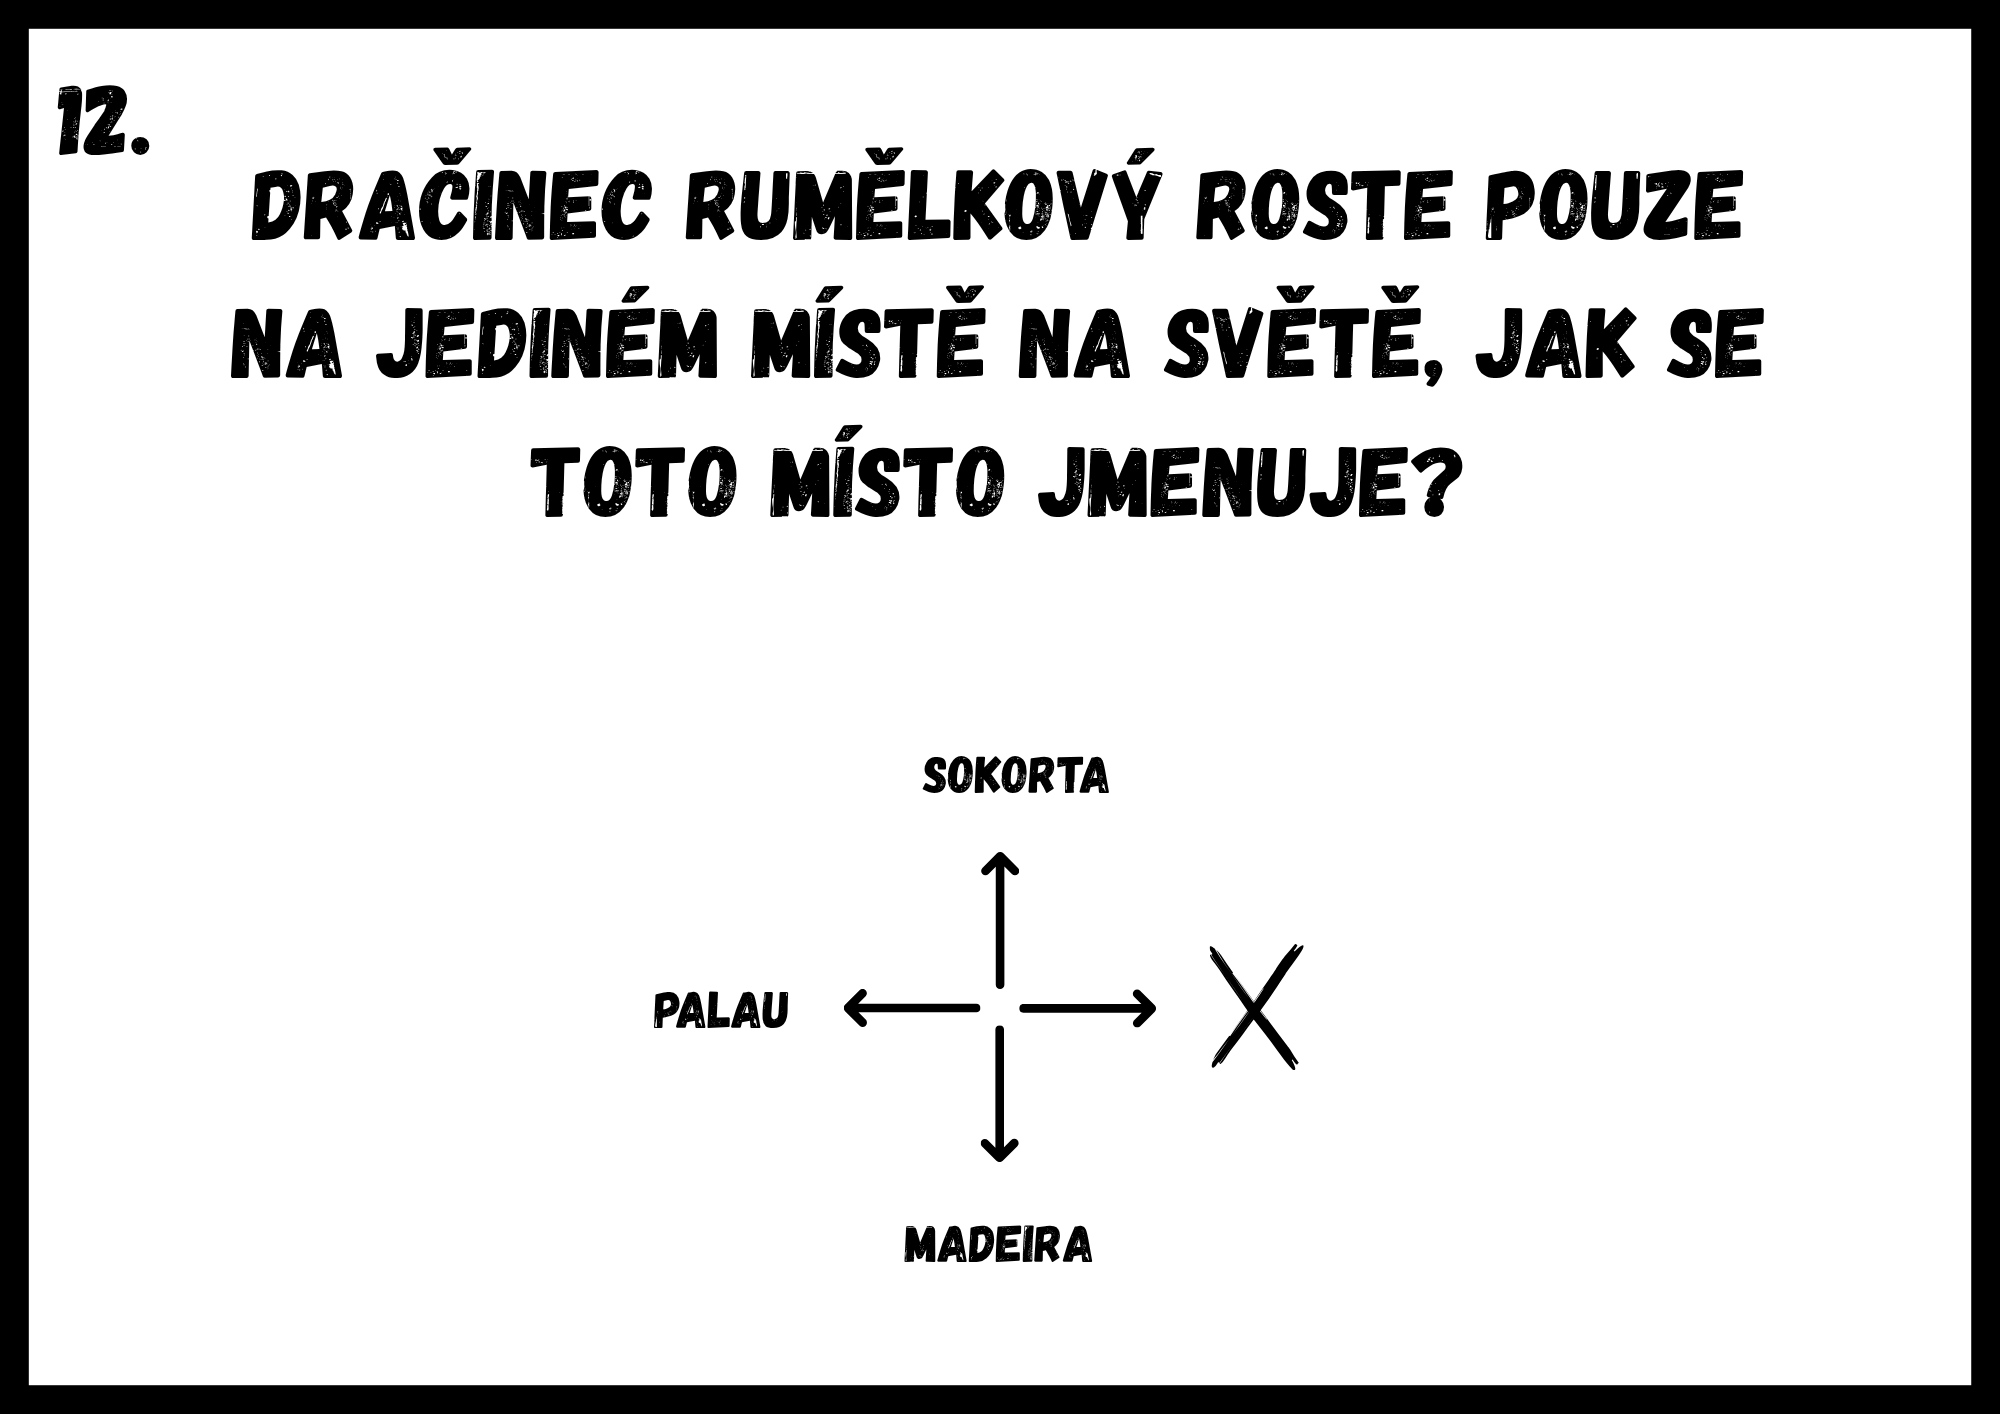 12.
DRAČINEC RUMĚLKOVÝ ROSTE POUZE
NA JEDINÉM MÍSTĚ NA SVĚTĚ, JAK SE
TOTO MÍSTO JMENUJE?
SOKORTA
PALAU
MADEIRA